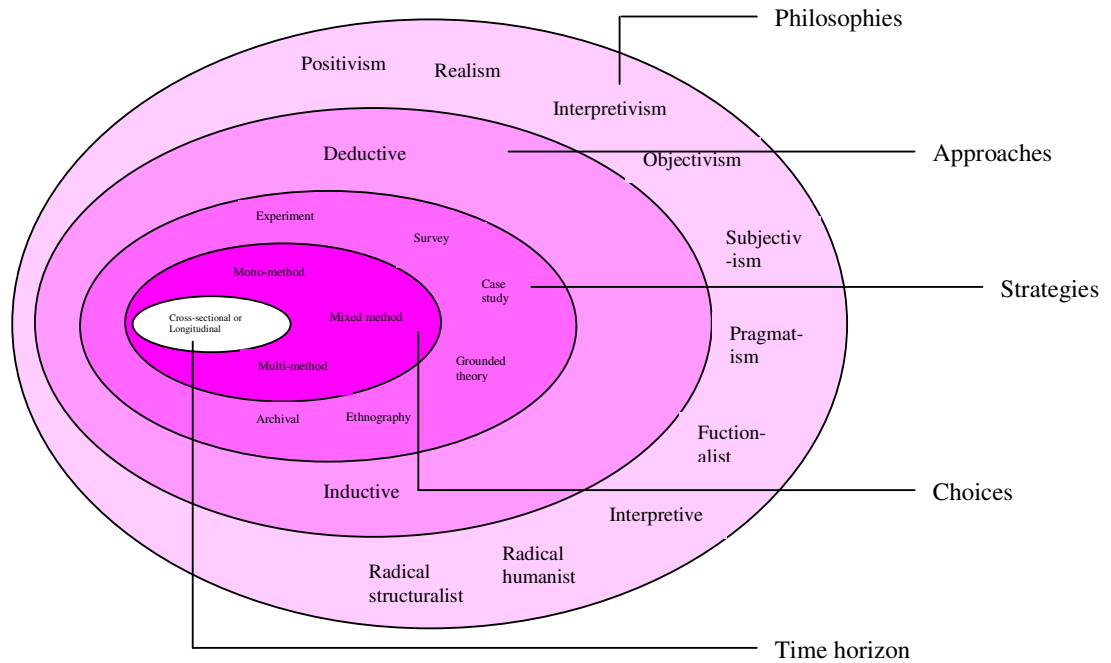 Philosophies
Positivism
Realism
Interpretivism
Deductive
Objectivism
Approaches
Experiment
Survey
Subjectiv
-ism
Mono-method
Case
study
Strategies
Cross-sectional or
Longitudinal
Mixed method
Pragmat-
ism
Multi-method
Grounded
theory
Archival
Ethnography
Fuction-
alist
Inductive
Choices
Interpretive
Radical
humanist
Radical
structuralist
Time horizon